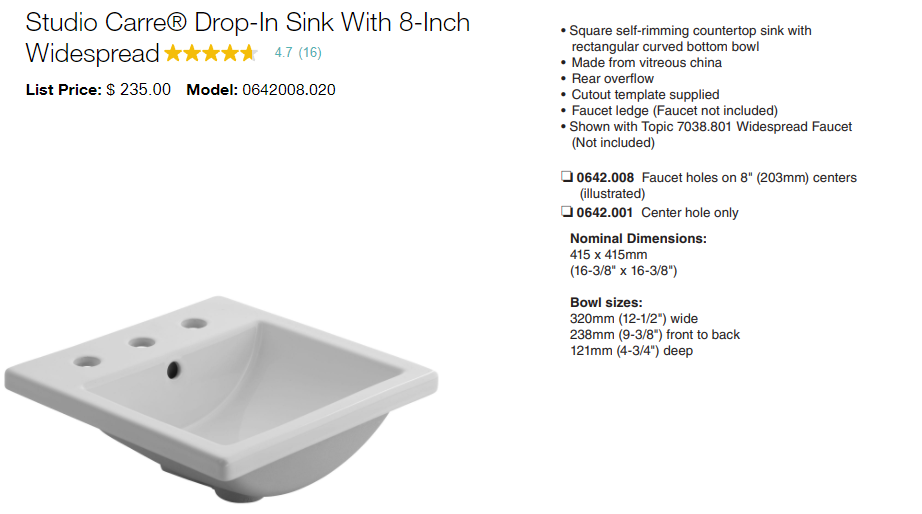 Studio Carre® Drop-In Sink With 8-Inch
Widespread 4.7 (16)
List Price: $ 235.00 Model: 0642008.020
• Square self-rimming countertop sink with
rectangular curved bottom bowl
• Made from vitreous china
• Rear overflow
• Cutout template supplied
• Faucet ledge (Faucet not included)
• Shown with Topic 7038.801 Widespread Faucet
(Not included)
❏ 0642.008 Faucet holes on 8" (203mm) centers
(illustrated)
❏ 0642.001 Center hole only
Nominal Dimensions:
415 x 415mm
(16-3/8" x 16-3/8")
Bowl sizes:
320mm (12-1/2") wide
238mm (9-3/8") front to back
121mm (4-3/4") deep